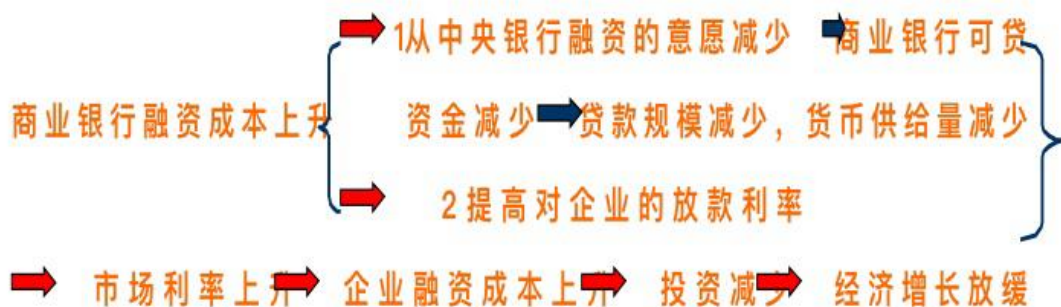 1从中央银行融资的意愿减少 商业银行可贷
商业银行融资成本上升 资金减少 贷款规模减少，货币供给量减少
2提高对企业的放款利率
市场利率上升 企业融资成本上升 投资减少 经济增长放缓